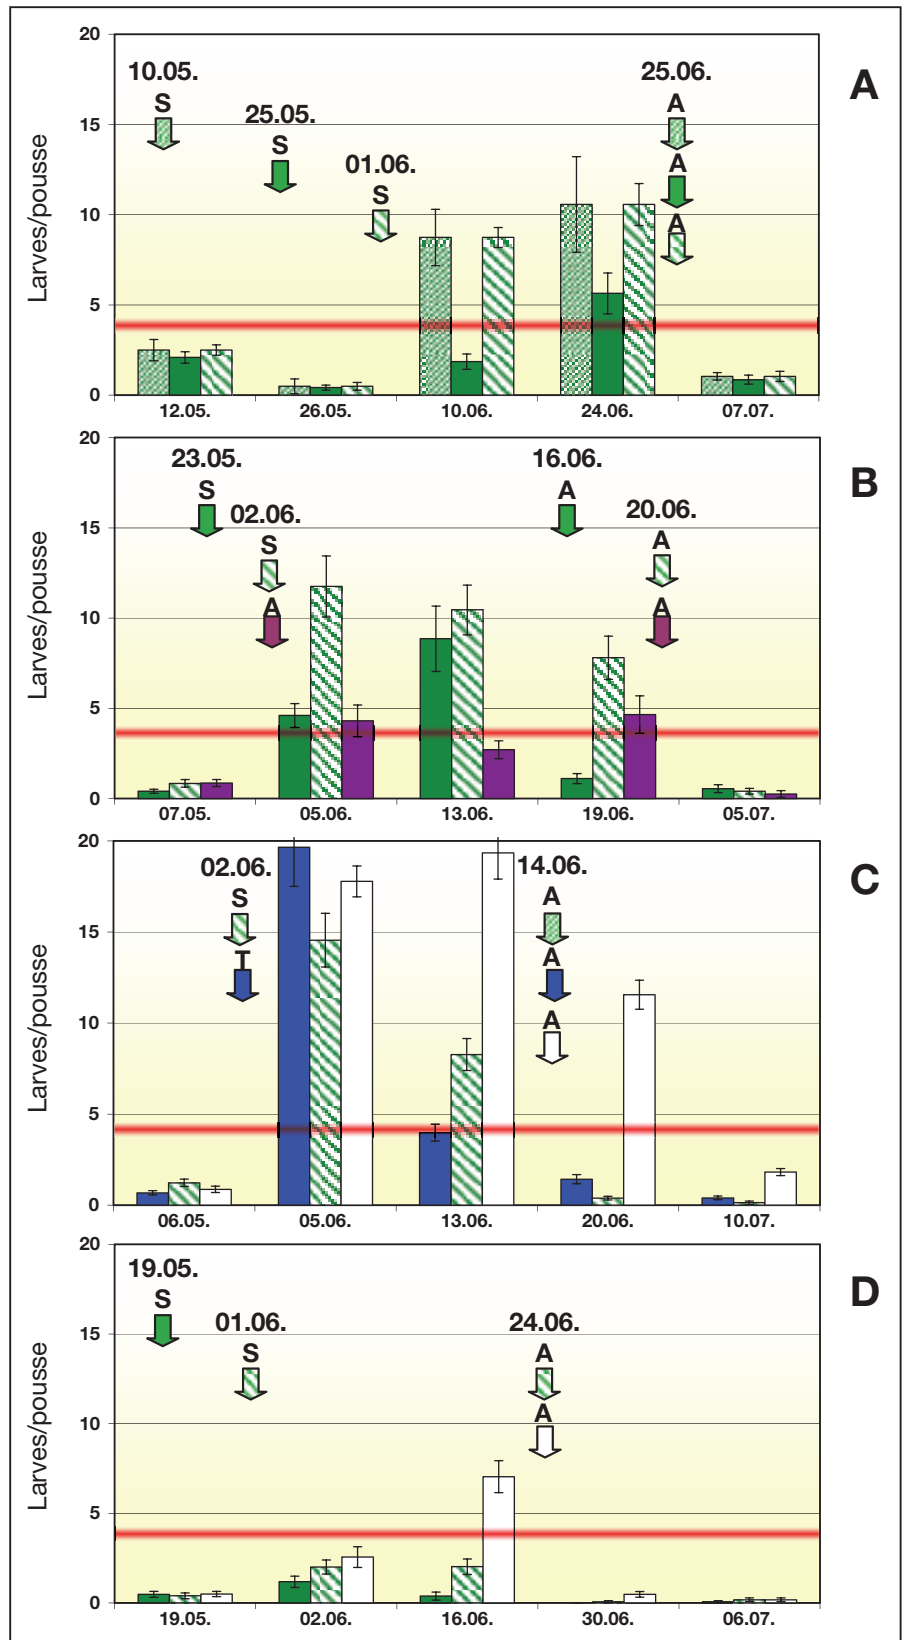 20
15
10
5
0
Larves/pousse
10.05.
S
25.05.
S
01.06.
S
25.06.
A
A
A
A
12.05. 26.05. 10.06. 24.06. 07.07.
20
15
10
5
0
Larves/pousse
23.05.
S
02.06.
S
A
16.06.
A
20.06.
A
A
B
07.05. 05.06. 13.06. 19.06. 05.07.
20
15
10
5
0
Larves/pousse
02.06.
S
T
14.06.
A
A
A
C
06.05. 05.06. 13.06. 20.06. 10.07.
20
15
10
5
0
Larves/pousse
19.05.
S
01.06.
S
24.06.
A
A
D
19.05. 02.06. 16.06. 30.06. 06.07.